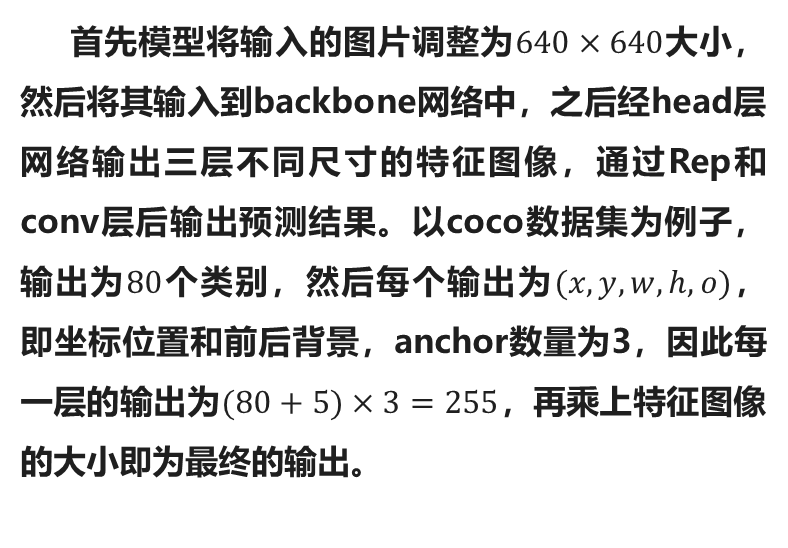 首先模型将输入的图片调整为640 × 640大小，
然后将其输入到backbone网络中，之后经head层
网络输出三层不同尺寸的特征图像，通过Rep和
conv层后输出预测结果。以coco数据集为例子，
输出为80个类别，然后每个输出为(x, y, w, h, o)，
即坐标位置和前后背景，anchor数量为3，因此每
一层的输出为(80 + 5) × 3 = 255，再乘上特征图像
的大小即为最终的输出。